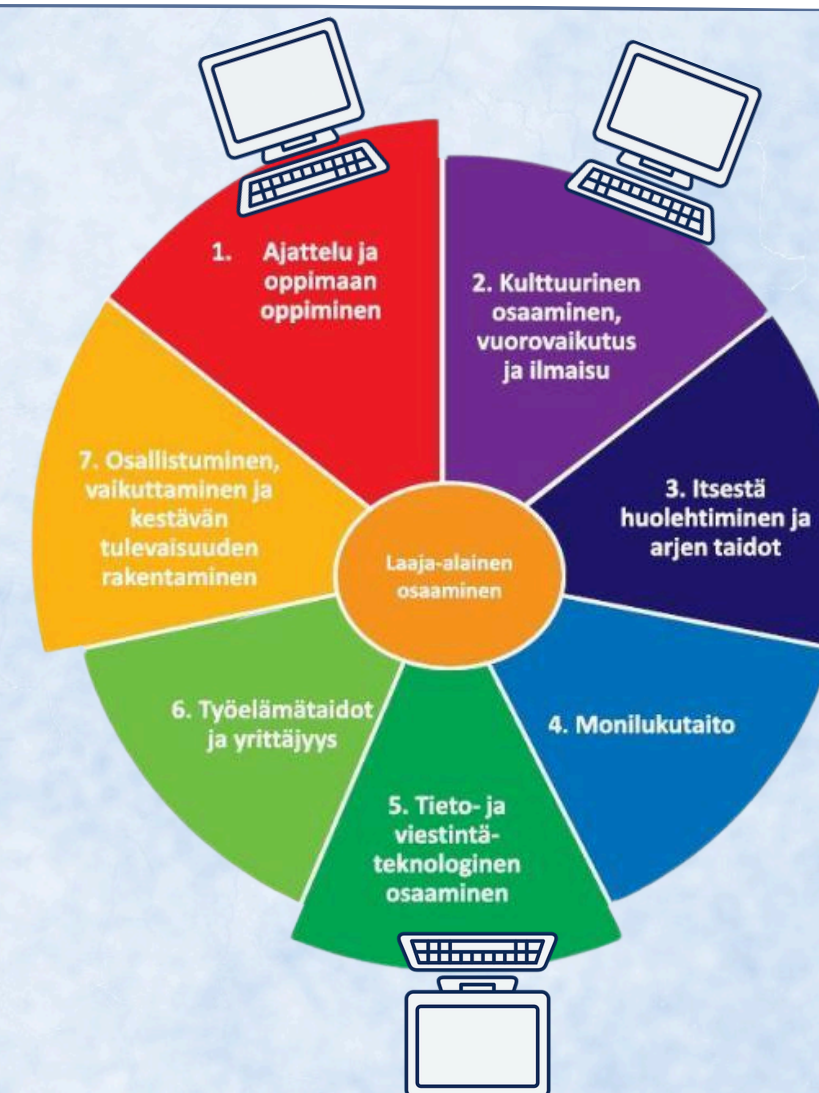 1. Ajattelu ja
oppimaan
oppiminen
2. Kulttuurinen
osaaminen,
vuorovaikutus
ja ilmaisu
3. Itsestä
huolehtiminen ja
arjen taidot
4. Monilukutaito
5. Tieto- ja
viestintä-
teknologinen
osaaminen
6. Työelämätaidot
ja yrittäjyys
7. Osallistuminen,
vaikuttaminen ja
kestävän
tulevaisuuden
rakentaminen
Laaja-alainen
osaaminen